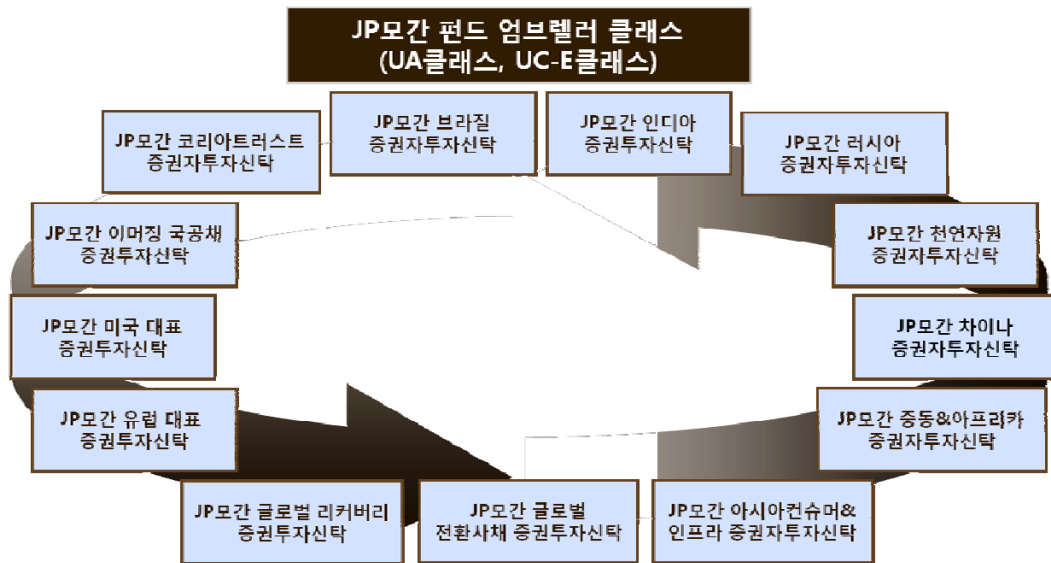 JP모간 펀드 엄브렐러 클래스
(UA클래스, UC-E클래스)
JP모간 코리아트러스트
증권자투자신탁
JP모간 브라질
증권자투자신탁
JP모간 인디아
증권자투자신탁
JP모간 러시아
증권자투자신탁
JP모간 이머징 국공채
증권투자신탁
JP모간 천연자원
증권자투자신탁
JP모간 미국 대표
증권투자신탁
JP모간 차이나
증권자투자신탁
JP모간 유럽 대표
증권투자신탁
JP모간 중동&아프리카
증권자투자신탁
JP모간 글로벌 리커버리
증권투자신탁
JP모간 글로벌
전환사채 증권투자신탁
JP모간 아시아컨슈머&
인프라 증권자투자신탁